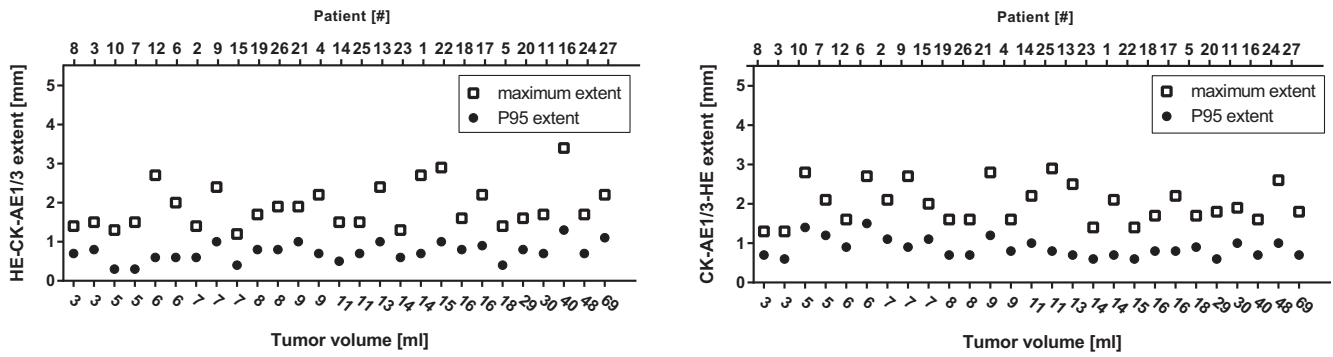 Patient [#]
8 3 10 7 12 6 2 9 15 19 26 21 4 14 25 13 23 1 22 18 17 5 20 11 16 24 27
HE-CK-AE1/3 extent [mm]
5
4
3
2
1
0
maximum extent
P95 extent
3 3 5 5 6 6 7 7 7 8 8 9 9 11 11 13 14 14 15 16 16 18 29 30 40 48 69
Tumor volume [ml]
Patient [#]
8 3 10 7 12 6 2 9 15 19 26 21 4 14 25 13 23 1 22 18 17 5 20 11 16 24 27
CK-AE1/3-HE extent [mm]
5
4
3
2
1
0
maximum extent
P95 extent
3 3 5 5 6 6 7 7 7 8 8 9 9 11 11 13 14 14 15 16 16 18 29 30 40 48 69
Tumor volume [ml]